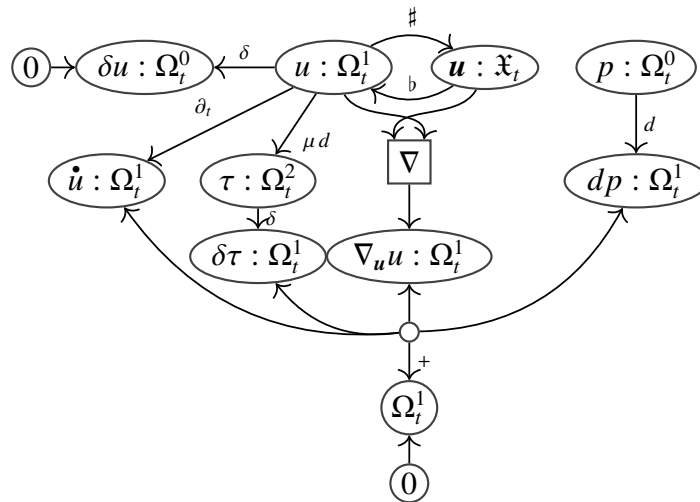 ♯
0 δu : Ω_t^0 δ u : Ω_t^1 𝒖 : 𝔛_t p : Ω_t^0
♭
∂_t μ d d
∇
u̇ : Ω_t^1 τ : Ω_t^2 dp : Ω_t^1
δ
δτ : Ω_t^1 ∇_𝒖 u : Ω_t^1
+
Ω_t^1
0